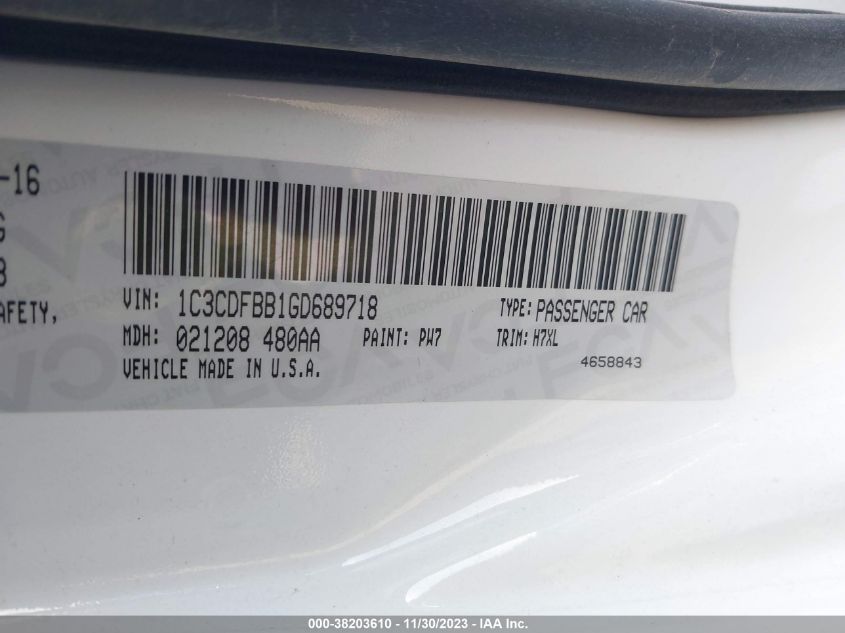 -16
G
8
AFETY,
VIN: 1C3CDFBB1GD689718 TYPE: PASSENGER CAR
MDH: 021208 480AA PAINT: PW7 TRIM: H7XL
VEHICLE MADE IN U.S.A. 4658843
000-38203610 - 11/30/2023 - IAA Inc.